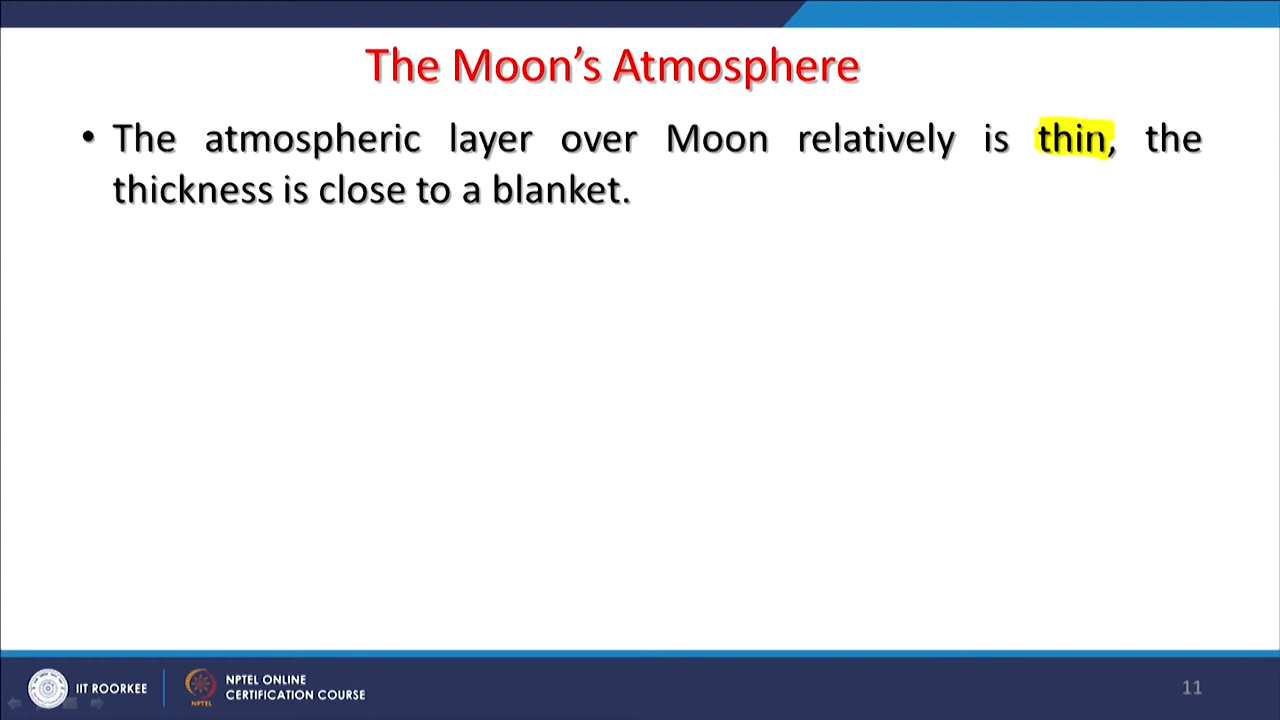 The Moon’s Atmosphere
• The atmospheric layer over Moon relatively is thin, the
thickness is close to a blanket.
IIT ROORKEE
NPTEL ONLINE
CERTIFICATION COURSE
NPTEL
11